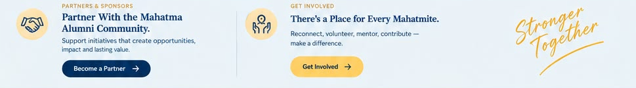 PARTNERS & SPONSORS
Partner With the Mahatma
Alumni Community.
Support initiatives that create opportunities,
impact and lasting value.
Become a Partner →
GET INVOLVED
There's a Place for Every Mahatmite.
Reconnect, volunteer, mentor, contribute —
make a difference.
Get Involved →
Stronger
Together